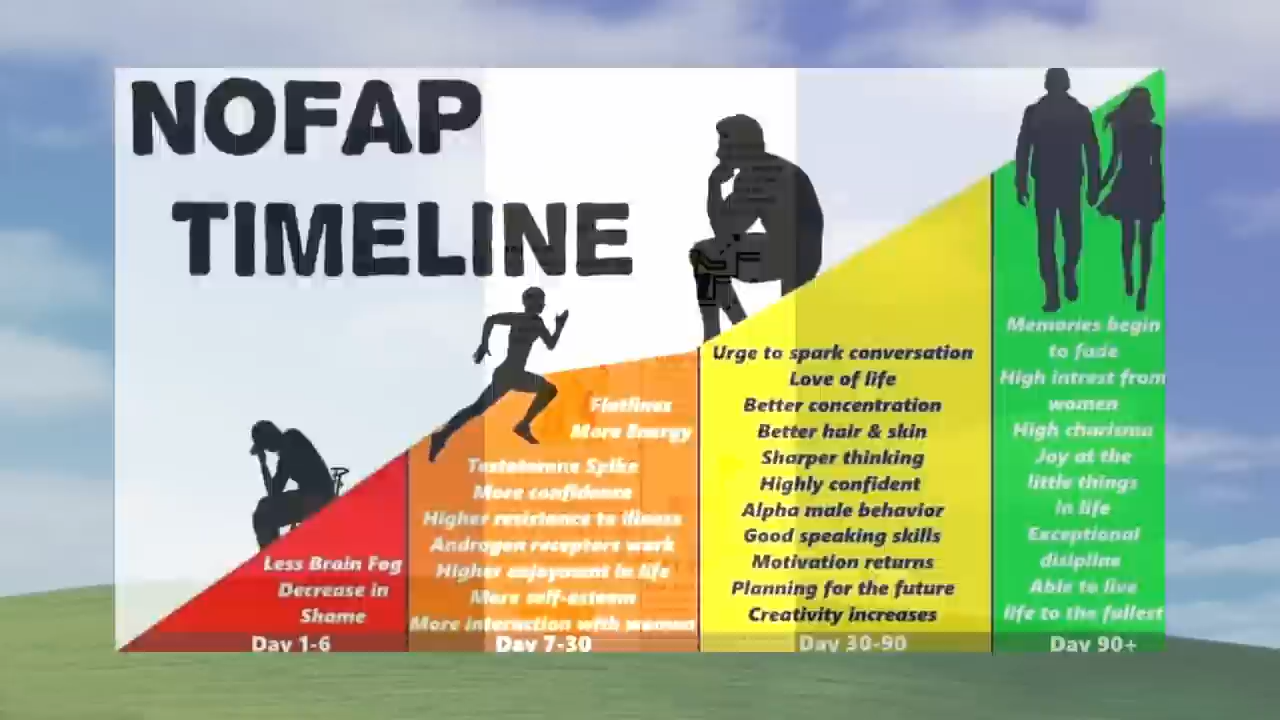 NOFAP
TIMELINE
Less Brain Fog
Decrease in
Shame
Day 1-6
Flatlines
More Energy
Testosterone Spike
More confidence
Higher resistance to illness
Androgen receptors work
Higher enjoyment in life
More self-esteem
More interaction with women
Day 7-30
Urge to spark conversation
Love of life
Better concentration
Better hair & skin
Sharper thinking
Highly confident
Alpha male behavior
Good speaking skills
Motivation returns
Planning for the future
Creativity increases
Day 30-90
Memories begin
to fade
High intrest from
women
High charisma
Joy at the
little things
in life
Exceptional
disipline
Able to live
life to the fullest
Day 90+